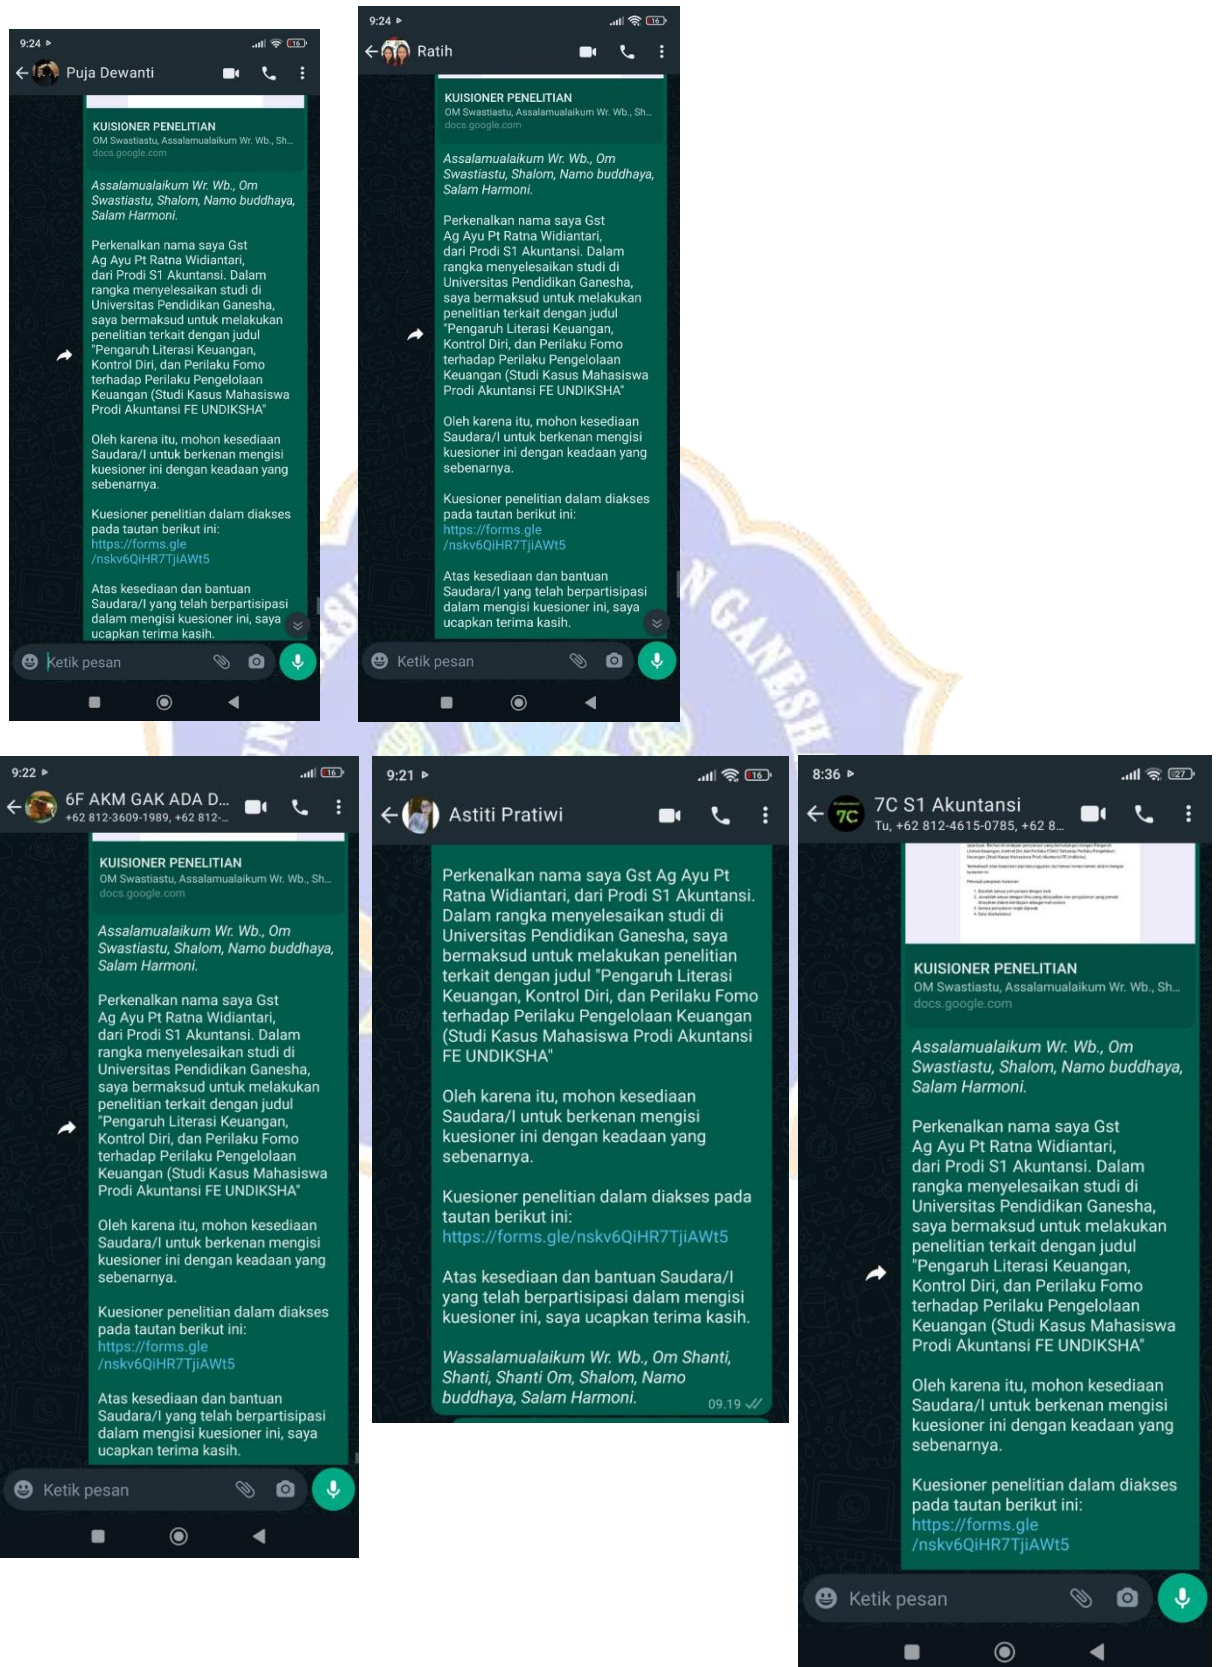 9:24
16
Puja Dewanti
KUISIONER PENELITIAN
OM Swastiastu, Assalamualaikum Wr. Wb., Sh...
docs.google.com
Assalamualaikum Wr. Wb., Om
Swastiastu, Shalom, Namo buddhaya,
Salam Harmoni.
Perkenalkan nama saya Gst
Ag Ayu Pt Ratna Widiantari,
dari Prodi S1 Akuntansi. Dalam
rangka menyelesaikan studi di
Universitas Pendidikan Ganesha,
saya bermaksud untuk melakukan
penelitian terkait dengan judul
"Pengaruh Literasi Keuangan,
Kontrol Diri, dan Perilaku Fomo
terhadap Perilaku Pengelolaan
Keuangan (Studi Kasus Mahasiswa
Prodi Akuntansi FE UNDIKSHA"
Oleh karena itu, mohon kesediaan
Saudara/I untuk berkenan mengisi
kuesioner ini dengan keadaan yang
sebenarnya.
Kuesioner penelitian dalam diakses
pada tautan berikut ini:
https://forms.gle
/nskv6QiHR7TjiAWt5
Atas kesediaan dan bantuan
Saudara/I yang telah berpartisipasi
dalam mengisi kuesioner ini, saya
ucapkan terima kasih.
Ketik pesan
9:24
16
Ratih
KUISIONER PENELITIAN
OM Swastiastu, Assalamualaikum Wr. Wb., Sh...
docs.google.com
Assalamualaikum Wr. Wb., Om
Swastiastu, Shalom, Namo buddhaya,
Salam Harmoni.
Perkenalkan nama saya Gst
Ag Ayu Pt Ratna Widiantari,
dari Prodi S1 Akuntansi. Dalam
rangka menyelesaikan studi di
Universitas Pendidikan Ganesha,
saya bermaksud untuk melakukan
penelitian terkait dengan judul
"Pengaruh Literasi Keuangan,
Kontrol Diri, dan Perilaku Fomo
terhadap Perilaku Pengelolaan
Keuangan (Studi Kasus Mahasiswa
Prodi Akuntansi FE UNDIKSHA"
Oleh karena itu, mohon kesediaan
Saudara/I untuk berkenan mengisi
kuesioner ini dengan keadaan yang
sebenarnya.
Kuesioner penelitian dalam diakses
pada tautan berikut ini:
https://forms.gle
/nskv6QiHR7TjiAWt5
Atas kesediaan dan bantuan
Saudara/I yang telah berpartisipasi
dalam mengisi kuesioner ini, saya
ucapkan terima kasih.
Ketik pesan
9:22
16
6F AKM GAK ADA D...
+62 812-3609-1989, +62 812-...
KUISIONER PENELITIAN
OM Swastiastu, Assalamualaikum Wr. Wb., Sh...
docs.google.com
Assalamualaikum Wr. Wb., Om
Swastiastu, Shalom, Namo buddhaya,
Salam Harmoni.
Perkenalkan nama saya Gst
Ag Ayu Pt Ratna Widiantari,
dari Prodi S1 Akuntansi. Dalam
rangka menyelesaikan studi di
Universitas Pendidikan Ganesha,
saya bermaksud untuk melakukan
penelitian terkait dengan judul
"Pengaruh Literasi Keuangan,
Kontrol Diri, dan Perilaku Fomo
terhadap Perilaku Pengelolaan
Keuangan (Studi Kasus Mahasiswa
Prodi Akuntansi FE UNDIKSHA"
Oleh karena itu, mohon kesediaan
Saudara/I untuk berkenan mengisi
kuesioner ini dengan keadaan yang
sebenarnya.
Kuesioner penelitian dalam diakses
pada tautan berikut ini:
https://forms.gle
/nskv6QiHR7TjiAWt5
Atas kesediaan dan bantuan
Saudara/I yang telah berpartisipasi
dalam mengisi kuesioner ini, saya
ucapkan terima kasih.
Ketik pesan
9:21
16
Astiti Pratiwi
Perkenalkan nama saya Gst Ag Ayu Pt
Ratna Widiantari, dari Prodi S1 Akuntansi.
Dalam rangka menyelesaikan studi di
Universitas Pendidikan Ganesha, saya
bermaksud untuk melakukan penelitian
terkait dengan judul "Pengaruh Literasi
Keuangan, Kontrol Diri, dan Perilaku Fomo
terhadap Perilaku Pengelolaan Keuangan
(Studi Kasus Mahasiswa Prodi Akuntansi
FE UNDIKSHA"
Oleh karena itu, mohon kesediaan
Saudara/I untuk berkenan mengisi
kuesioner ini dengan keadaan yang
sebenarnya.
Kuesioner penelitian dalam diakses pada
tautan berikut ini:
https://forms.gle/nskv6QiHR7TjiAWt5
Atas kesediaan dan bantuan Saudara/I
yang telah berpartisipasi dalam mengisi
kuesioner ini, saya ucapkan terima kasih.
Wassalamualaikum Wr. Wb., Om Shanti,
Shanti, Shanti Om, Shalom, Namo
buddhaya, Salam Harmoni.
09.19
8:36
27
7C
7C S1 Akuntansi
Tu, +62 812-4615-0785, +62 8...
KUISIONER PENELITIAN
OM Swastiastu, Assalamualaikum Wr. Wb., Sh...
docs.google.com
Assalamualaikum Wr. Wb., Om
Swastiastu, Shalom, Namo buddhaya,
Salam Harmoni.
Perkenalkan nama saya Gst
Ag Ayu Pt Ratna Widiantari,
dari Prodi S1 Akuntansi. Dalam
rangka menyelesaikan studi di
Universitas Pendidikan Ganesha,
saya bermaksud untuk melakukan
penelitian terkait dengan judul
"Pengaruh Literasi Keuangan,
Kontrol Diri, dan Perilaku Fomo
terhadap Perilaku Pengelolaan
Keuangan (Studi Kasus Mahasiswa
Prodi Akuntansi FE UNDIKSHA"
Oleh karena itu, mohon kesediaan
Saudara/I untuk berkenan mengisi
kuesioner ini dengan keadaan yang
sebenarnya.
Kuesioner penelitian dalam diakses
pada tautan berikut ini:
https://forms.gle
/nskv6QiHR7TjiAWt5
Ketik pesan